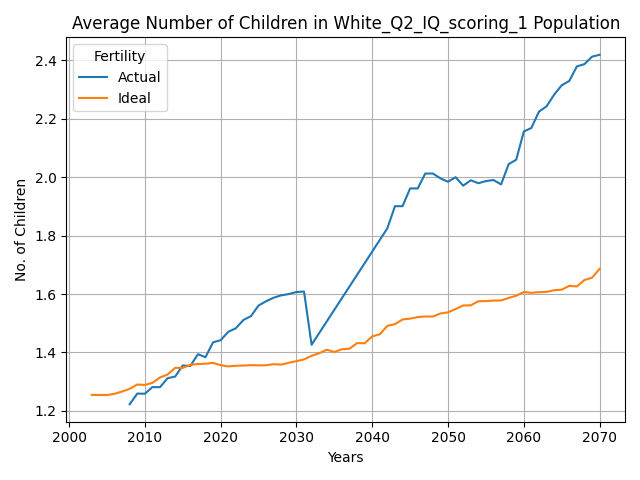 Average Number of Children in White_Q2_IQ_scoring_1 Population
Fertility
Actual
Ideal
No. of Children
2.4
2.2
2.0
1.8
1.6
1.4
1.2
2000 2010 2020 2030 2040 2050 2060 2070
Years